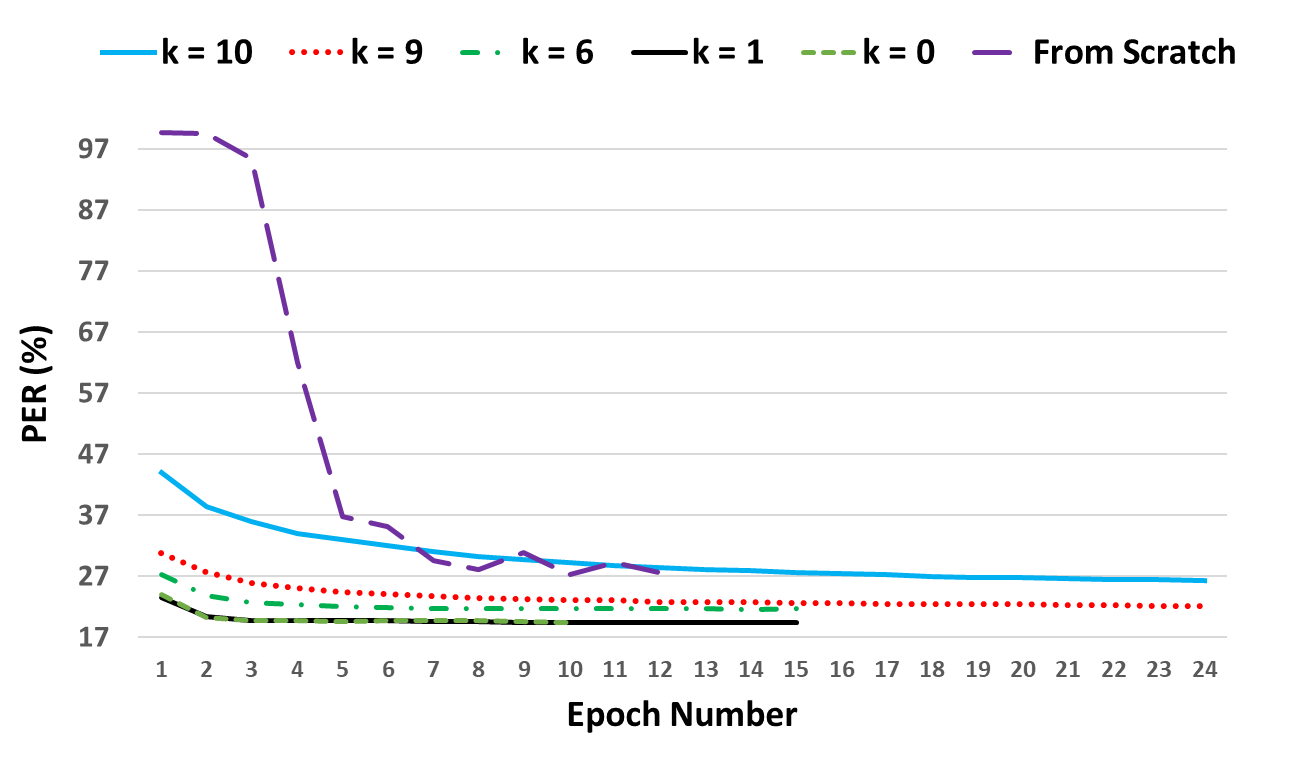 k = 10 k = 9 k = 6 k = 1 k = 0 From Scratch
97
87
77
67
57
47
37
27
17
PER (%)
1 2 3 4 5 6 7 8 9 10 11 12 13 14 15 16 17 18 19 20 21 22 23 24
Epoch Number